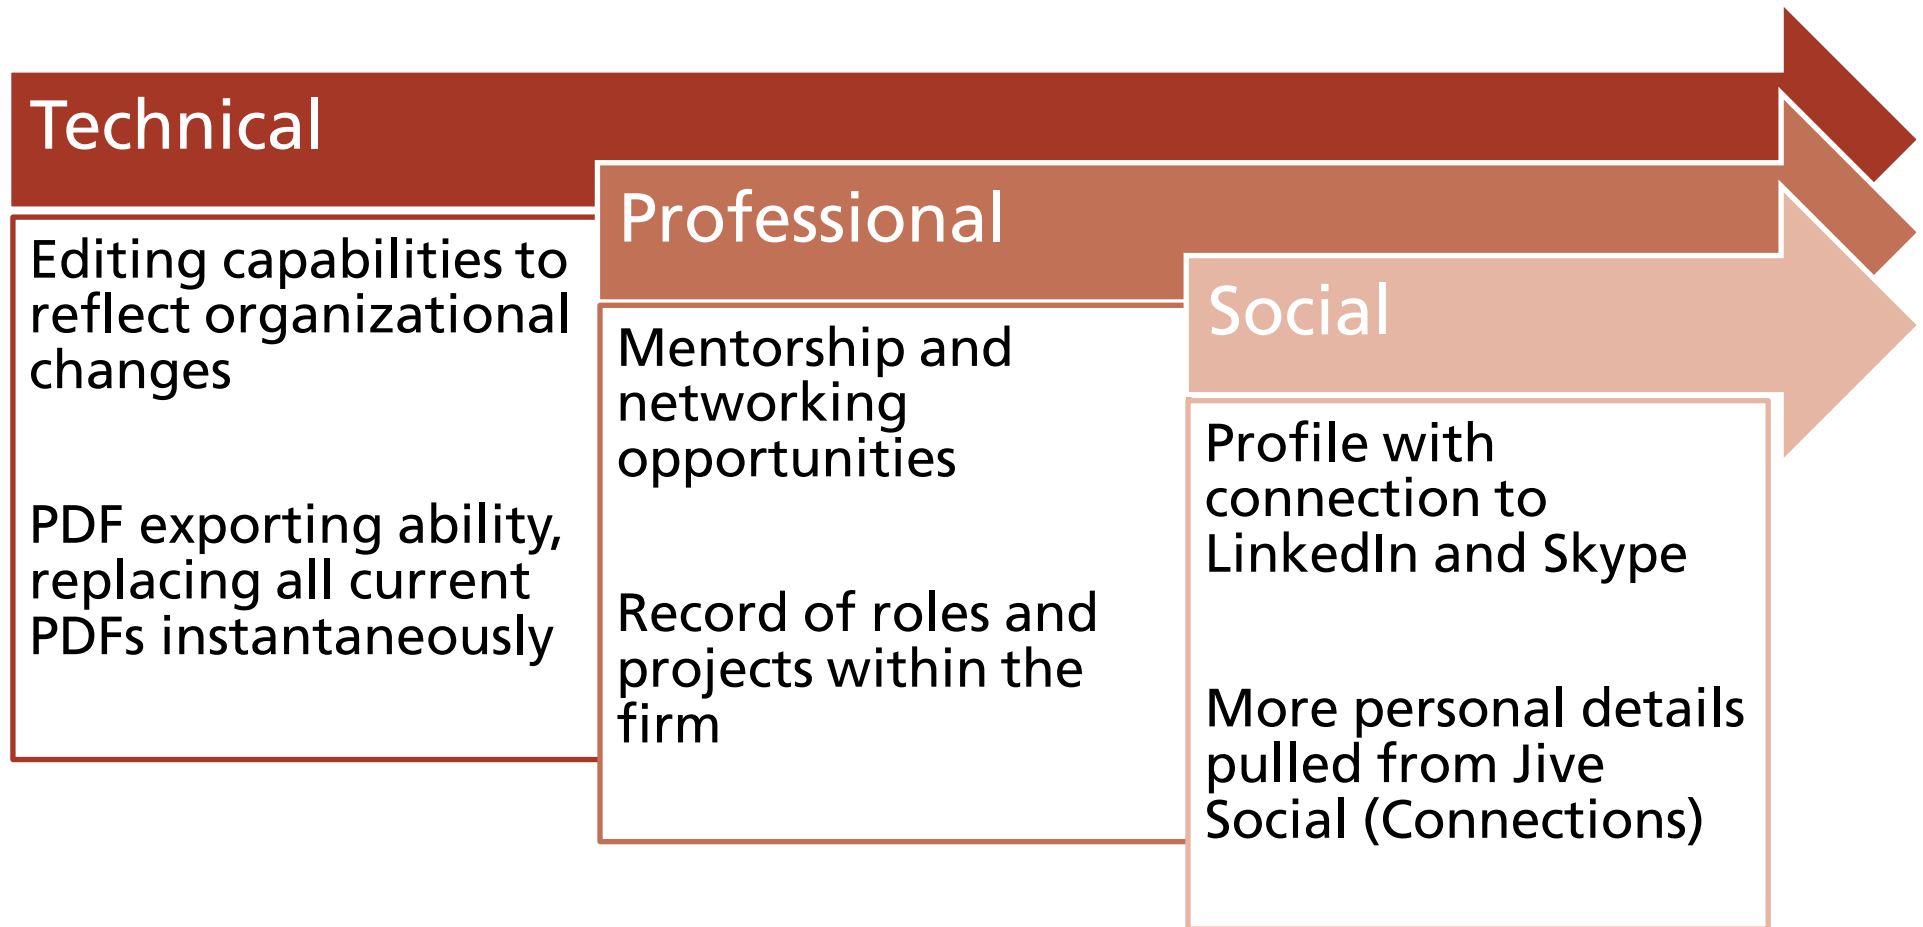 Technical
Editing capabilities to
reflect organizational
changes
PDF exporting ability,
replacing all current
PDFs instantaneously
Professional
Mentorship and
networking
opportunities
Record of roles and
projects within the
firm
Social
Profile with
connection to
LinkedIn and Skype
More personal details
pulled from Jive
Social (Connections)